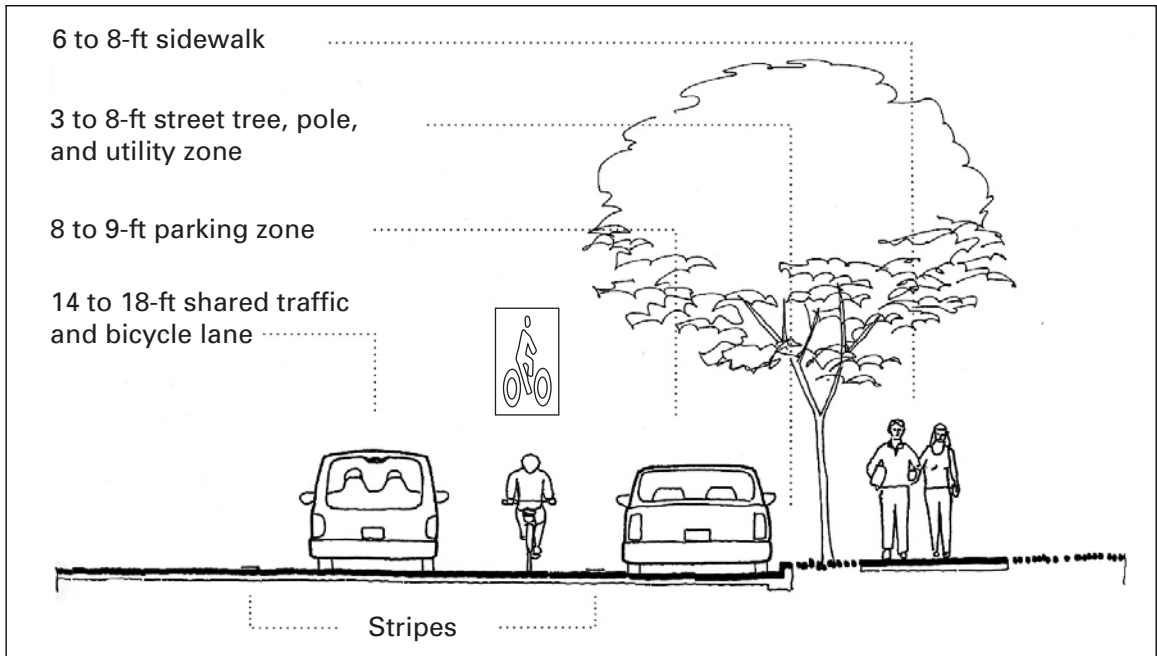 6 to 8-ft sidewalk
3 to 8-ft street tree, pole,
and utility zone
8 to 9-ft parking zone
14 to 18-ft shared traffic
and bicycle lane
Stripes